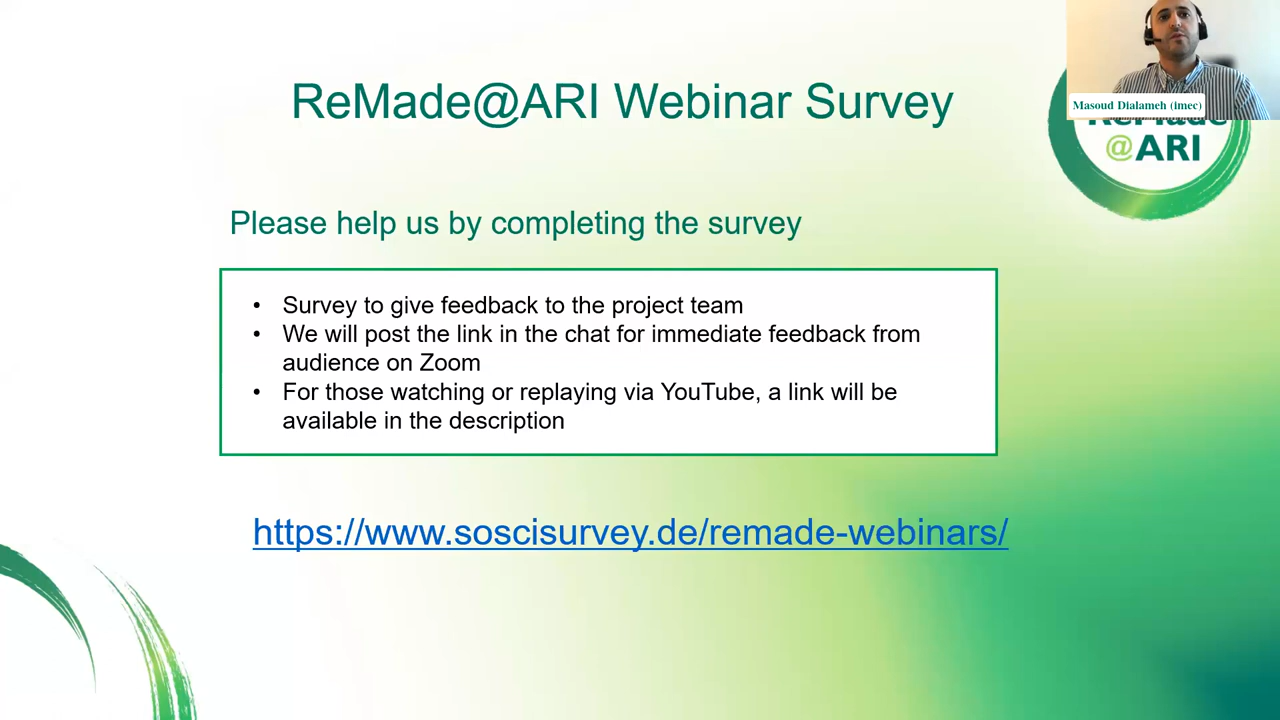 ReMade@ARI Webinar Survey
Masoud Dialameh (imec)
ReMade
@ARI
Please help us by completing the survey
• Survey to give feedback to the project team
• We will post the link in the chat for immediate feedback from
audience on Zoom
• For those watching or replaying via YouTube, a link will be
available in the description
https://www.soscisurvey.de/remade-webinars/